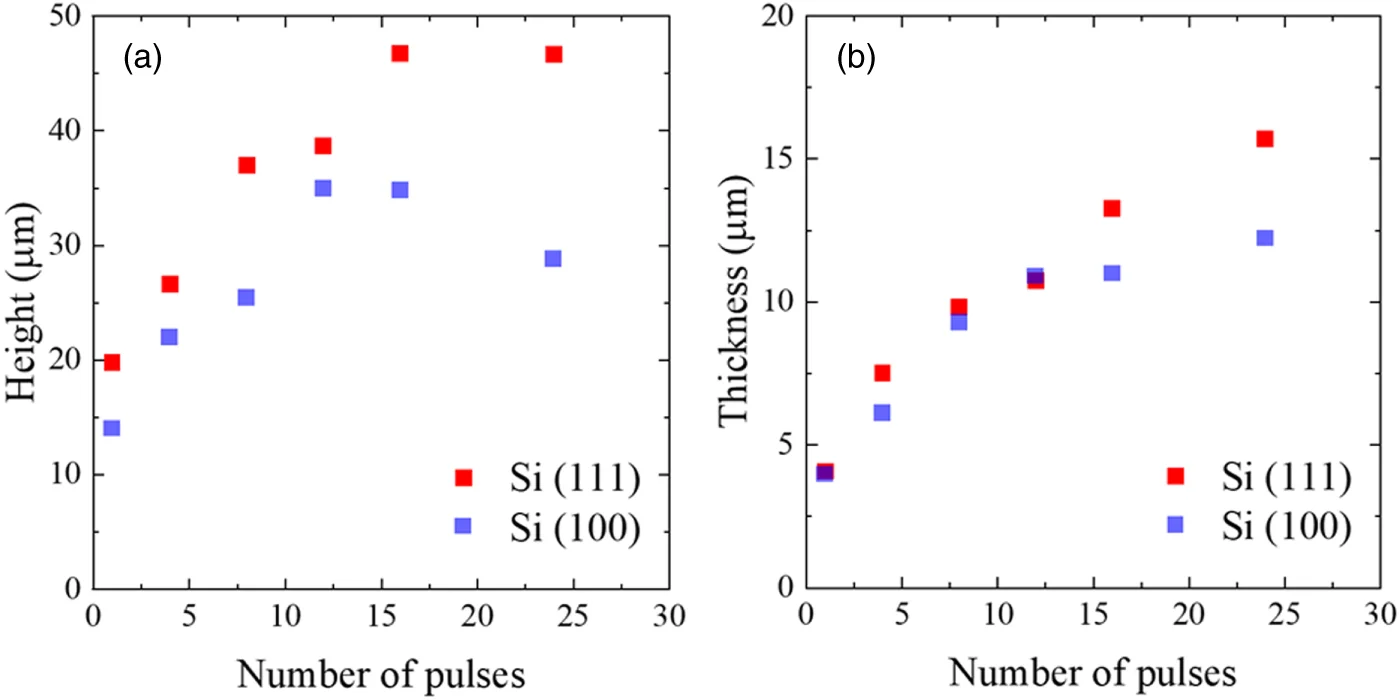 (a)
Height (μm)
50
40
30
20
10
0
0 5 10 15 20 25 30
Number of pulses
Si (111)
Si (100)
(b)
Thickness (μm)
20
15
10
5
0
0 5 10 15 20 25 30
Number of pulses
Si (111)
Si (100)